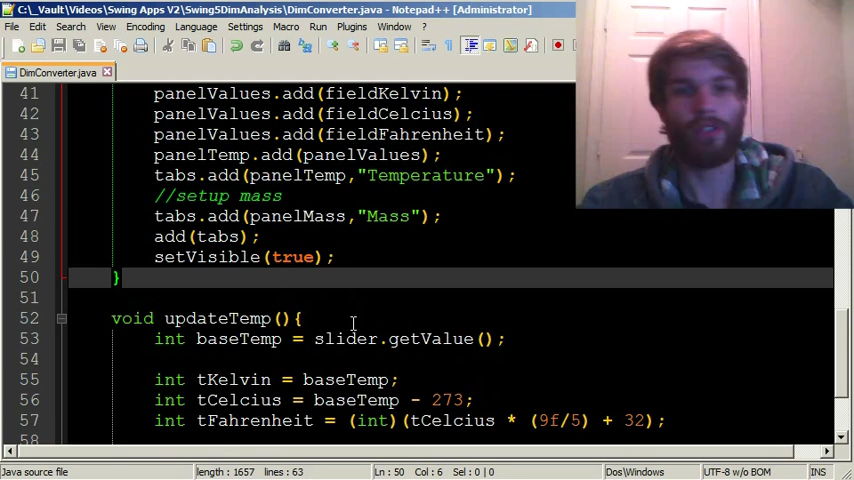 C:\_Vault\Videos\Swing Apps V2\Swing5DimAnalysis\DimConverter.java - Notepad++ [Administrator]
File Edit Search View Encoding Language Settings Macro Run Plugins Window ?
DimConverter.java
41 panelValues.add(fieldKelvin);
42 panelValues.add(fieldCelcius);
43 panelValues.add(fieldFahrenheit);
44 panelTemp.add(panelValues);
45 tabs.add(panelTemp,"Temperature");
46 //setup mass
47 tabs.add(panelMass,"Mass");
48 add(tabs);
49 setVisible(true);
50 }
51
52 void updateTemp(){
53 int baseTemp = slider.getValue();
54
55 int tKelvin = baseTemp;
56 int tCelcius = baseTemp - 273;
57 int tFahrenheit = (int)(tCelcius * (9f/5) + 32);
58
Java source file length : 1657 lines : 63 Ln : 50 Col : 6 Sel : 0 | 0 Dos\Windows UTF-8 w/o BOM INS